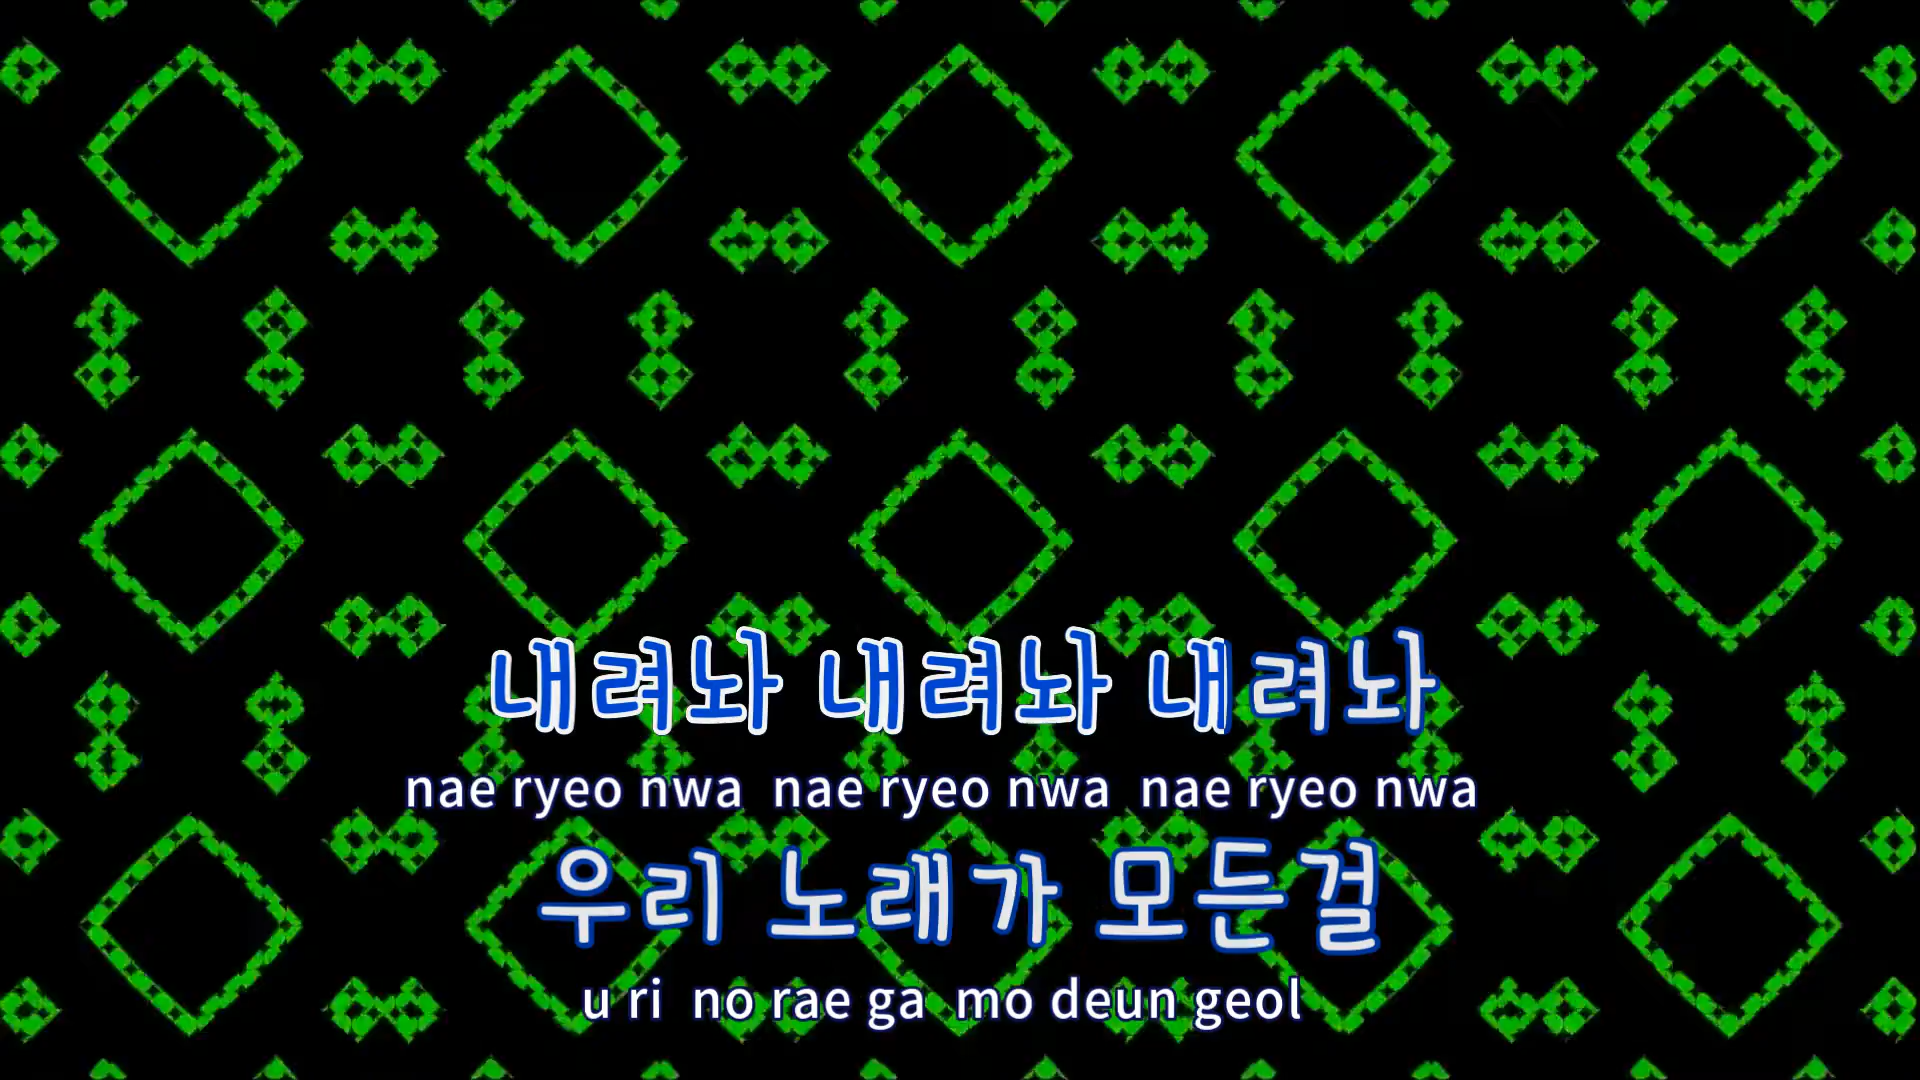 내려놔 내려놔 내려놔
nae ryeo nwa nae ryeo nwa nae ryeo nwa
우리 노래가 모든걸
u ri no rae ga mo deun geol